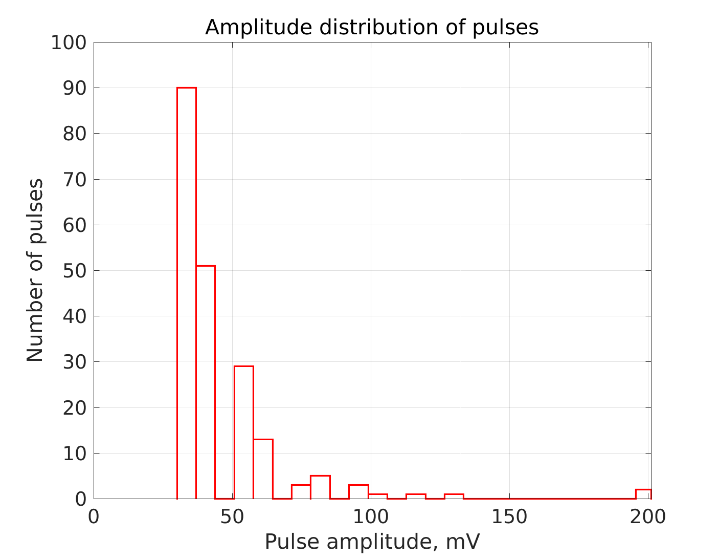 Amplitude distribution of pulses
100
90
80
70
60
50
40
30
20
10
0
Number of pulses
0 50 100 150 200
Pulse amplitude, mV